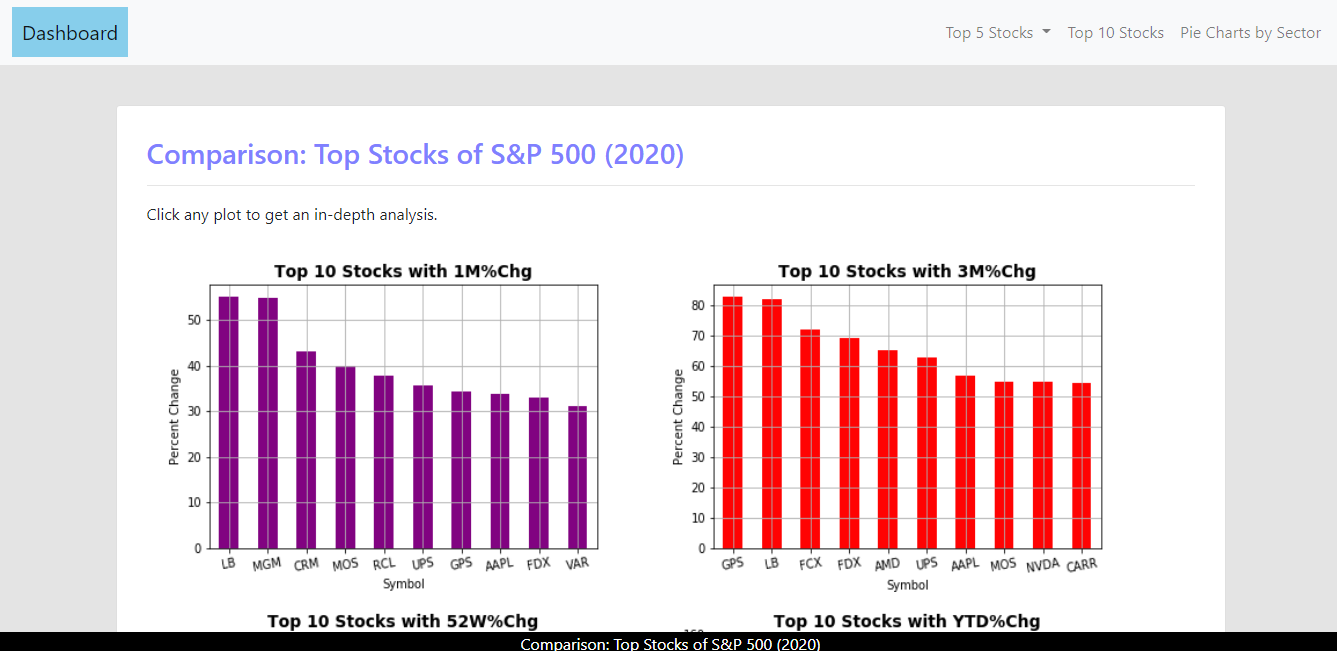 Dashboard
Top 5 Stocks Top 10 Stocks Pie Charts by Sector
Comparison: Top Stocks of S&P 500 (2020)
Click any plot to get an in-depth analysis.
Top 10 Stocks with 1M%Chg
50
40
30
20
10
0
Percent Change
LB MGM CRM MOS RCL UPS GPS AAPL FDX VAR
Symbol
Top 10 Stocks with 3M%Chg
80
70
60
50
40
30
20
10
0
Percent Change
GPS LB FCX FDX AMD UPS AAPL MOS NVDA CARR
Symbol
Top 10 Stocks with 52W%Chg
Top 10 Stocks with YTD%Chg
Comparison: Top Stocks of S&P 500 (2020)